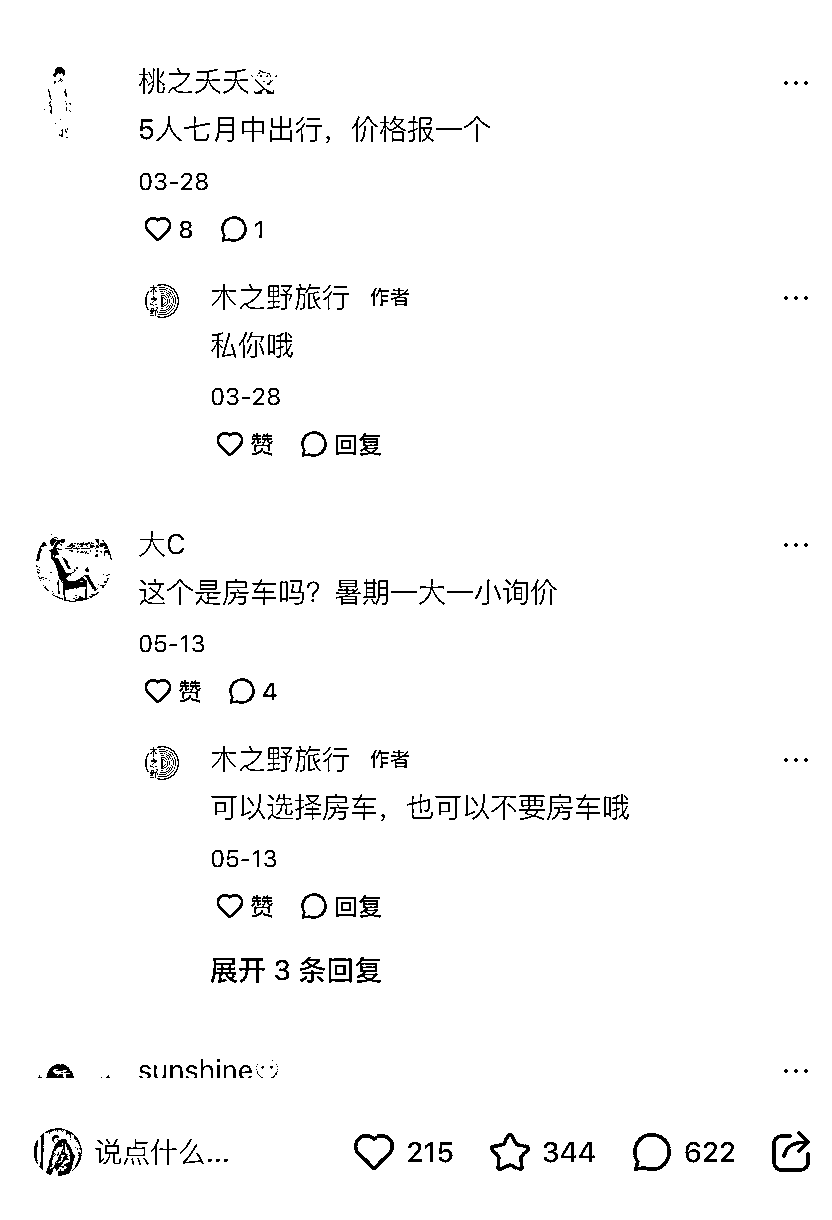 桃之夭夭
5人七月中出行，价格报一个
03-28
8 1
木之野旅行 作者
私你哦
03-28
赞 回复
大C
这个是房车吗？暑期一大一小询价
05-13
赞 4
木之野旅行 作者
可以选择房车，也可以不要房车哦
05-13
赞 回复
展开 3 条回复
sunshine
说点什么... 215 344 622